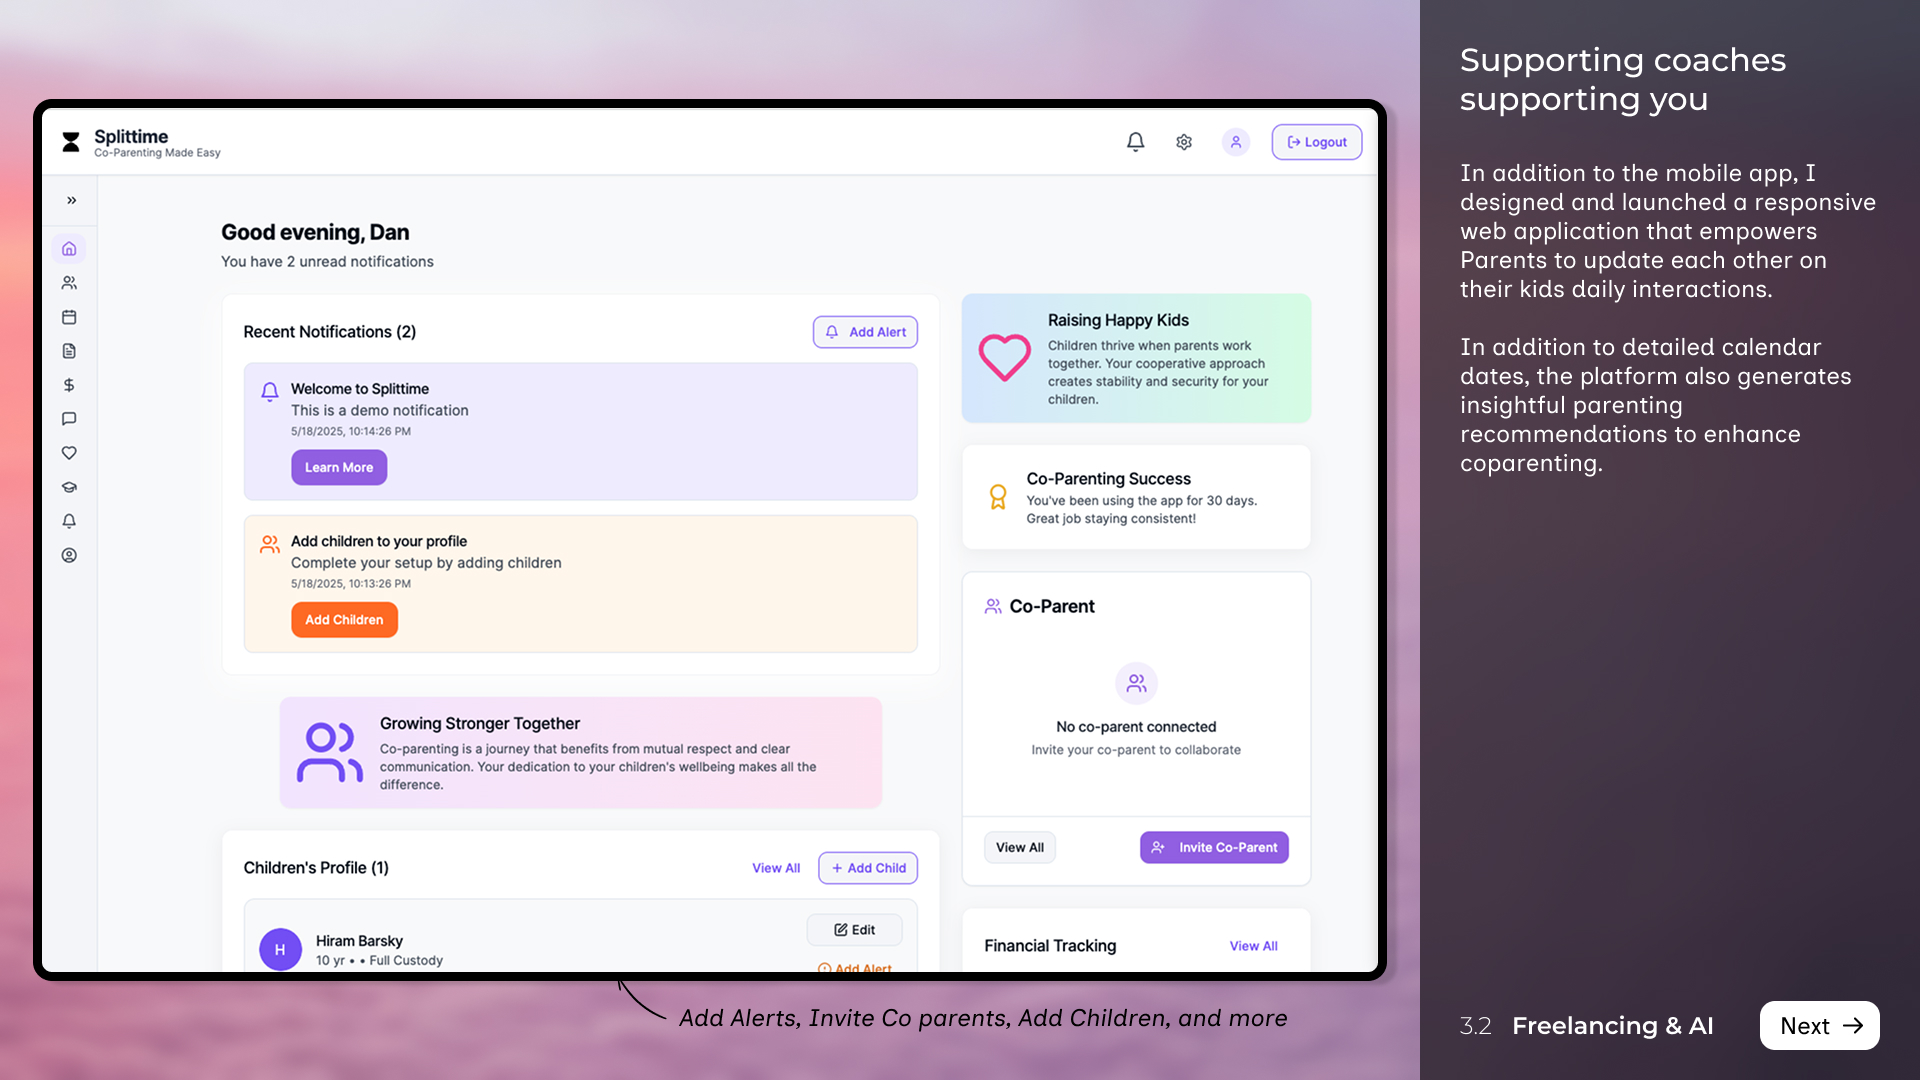 Splittime
Co-Parenting Made Easy
Logout
Good evening, Dan
You have 2 unread notifications
Recent Notifications (2)
Add Alert
Welcome to Splittime
This is a demo notification
5/18/2025, 10:14:26 PM
Learn More
Add children to your profile
Complete your setup by adding children
5/18/2025, 10:13:26 PM
Add Children
Growing Stronger Together
Co-parenting is a journey that benefits from mutual respect and clear
communication. Your dedication to your children's wellbeing makes all the
difference.
Children's Profile (1)
View All
+ Add Child
H
Hiram Barsky
10 yr • • Full Custody
Edit
Add Alert
Raising Happy Kids
Children thrive when parents work
together. Your cooperative approach
creates stability and security for your
children.
Co-Parenting Success
You've been using the app for 30 days.
Great job staying consistent!
Co-Parent
No co-parent connected
Invite your co-parent to collaborate
View All
Invite Co-Parent
Financial Tracking
View All
Add Alerts, Invite Co parents, Add Children, and more
Supporting coaches
supporting you
In addition to the mobile app, I
designed and launched a responsive
web application that empowers
Parents to update each other on
their kids daily interactions.
In addition to detailed calendar
dates, the platform also generates
insightful parenting
recommendations to enhance
coparenting.
3.2 Freelancing & AI
Next →